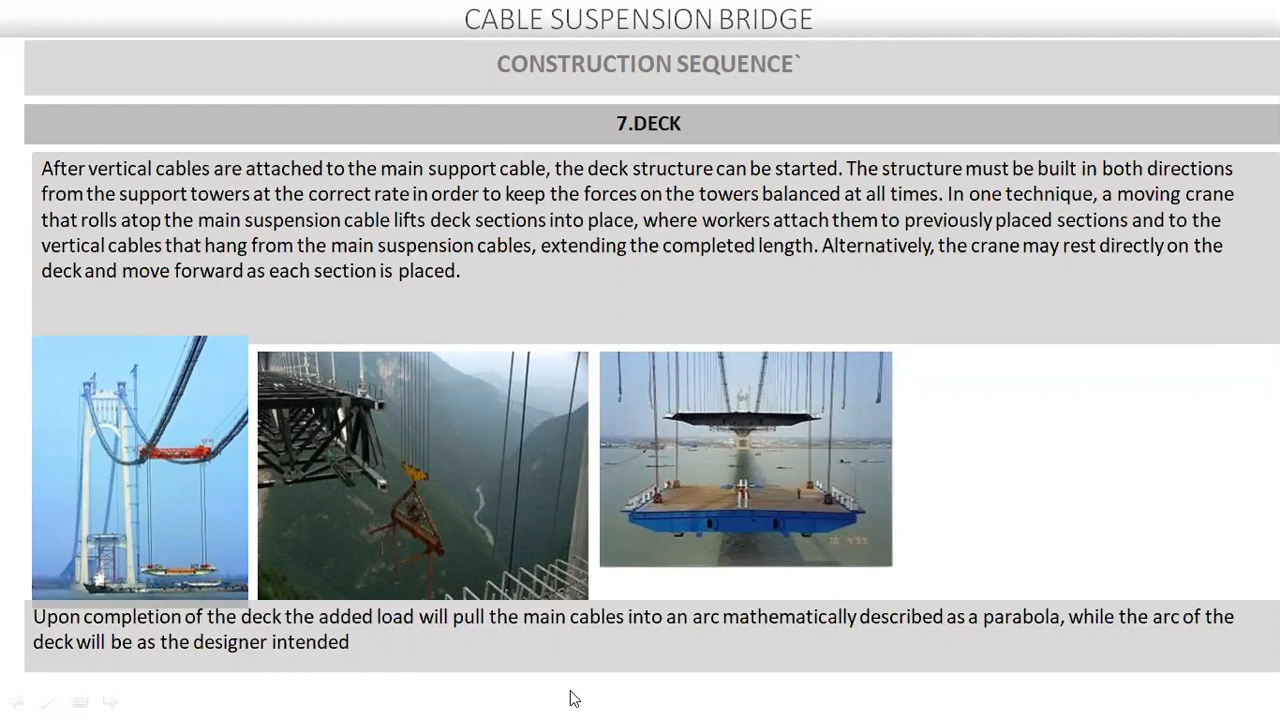 CABLE SUSPENSION BRIDGE
CONSTRUCTION SEQUENCE`
7.DECK
After vertical cables are attached to the main support cable, the deck structure can be started. The structure must be built in both directions
from the support towers at the correct rate in order to keep the forces on the towers balanced at all times. In one technique, a moving crane
that rolls atop the main suspension cable lifts deck sections into place, where workers attach them to previously placed sections and to the
vertical cables that hang from the main suspension cables, extending the completed length. Alternatively, the crane may rest directly on the
deck and move forward as each section is placed.
Upon completion of the deck the added load will pull the main cables into an arc mathematically described as a parabola, while the arc of the
deck will be as the designer intended